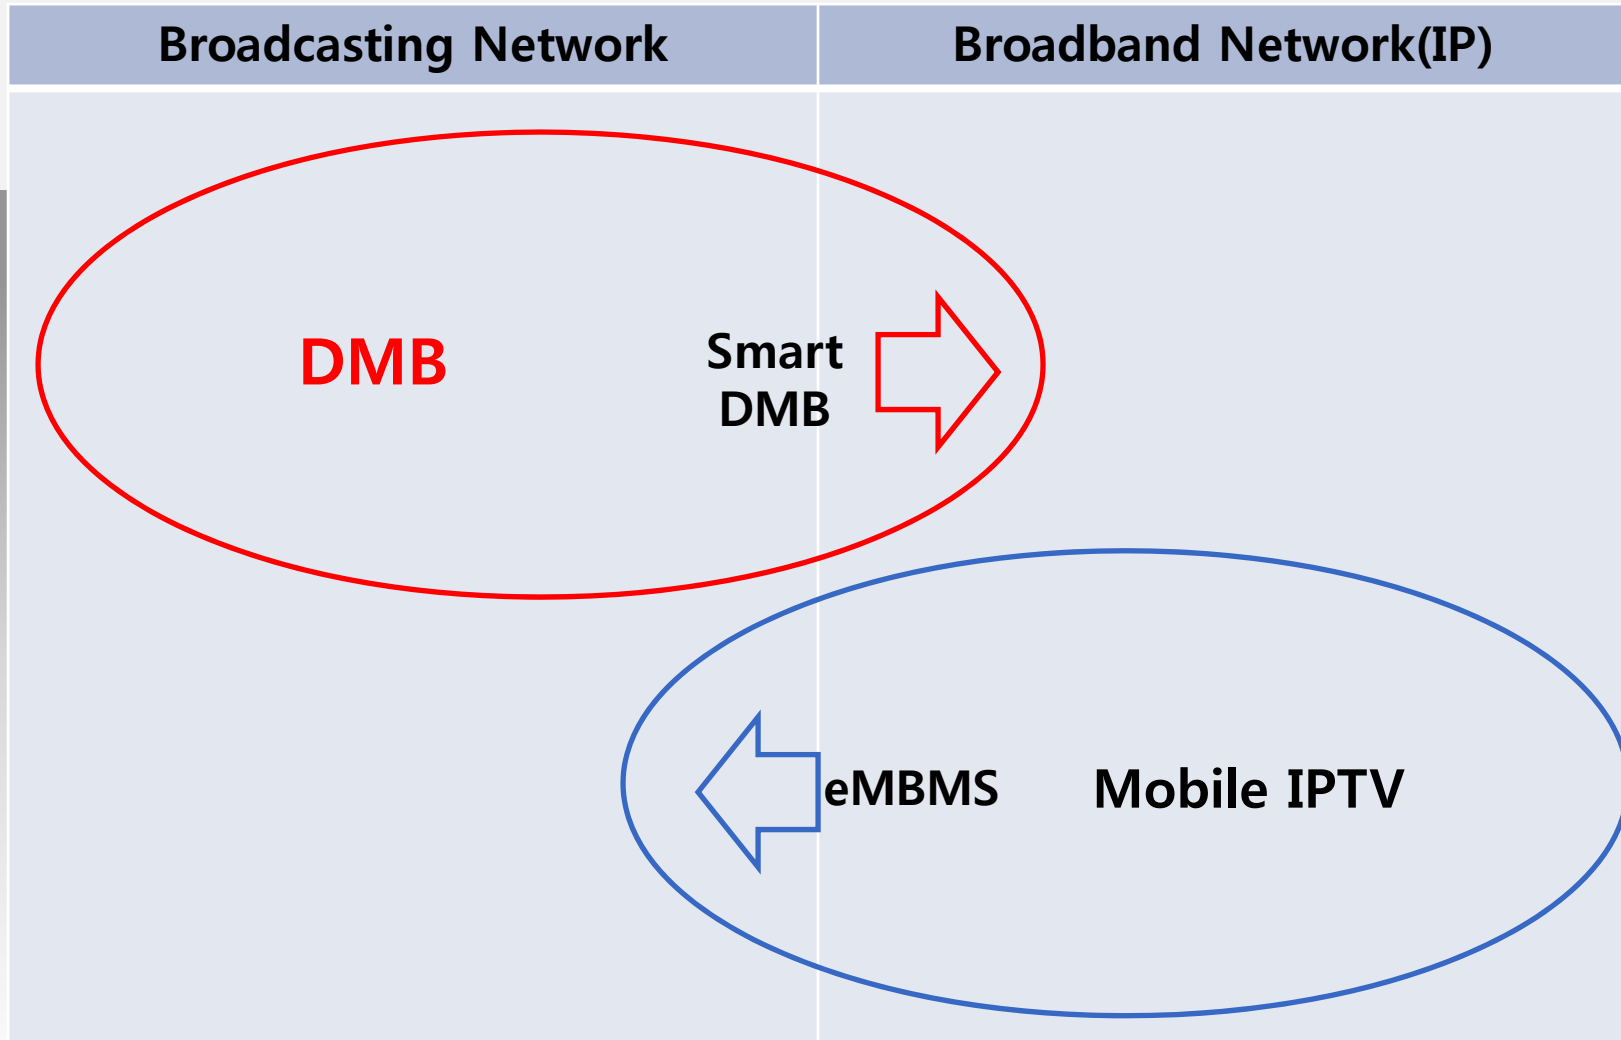 Broadcasting Network
Broadband Network(IP)
DMB
Smart
DMB
eMBMS
Mobile IPTV